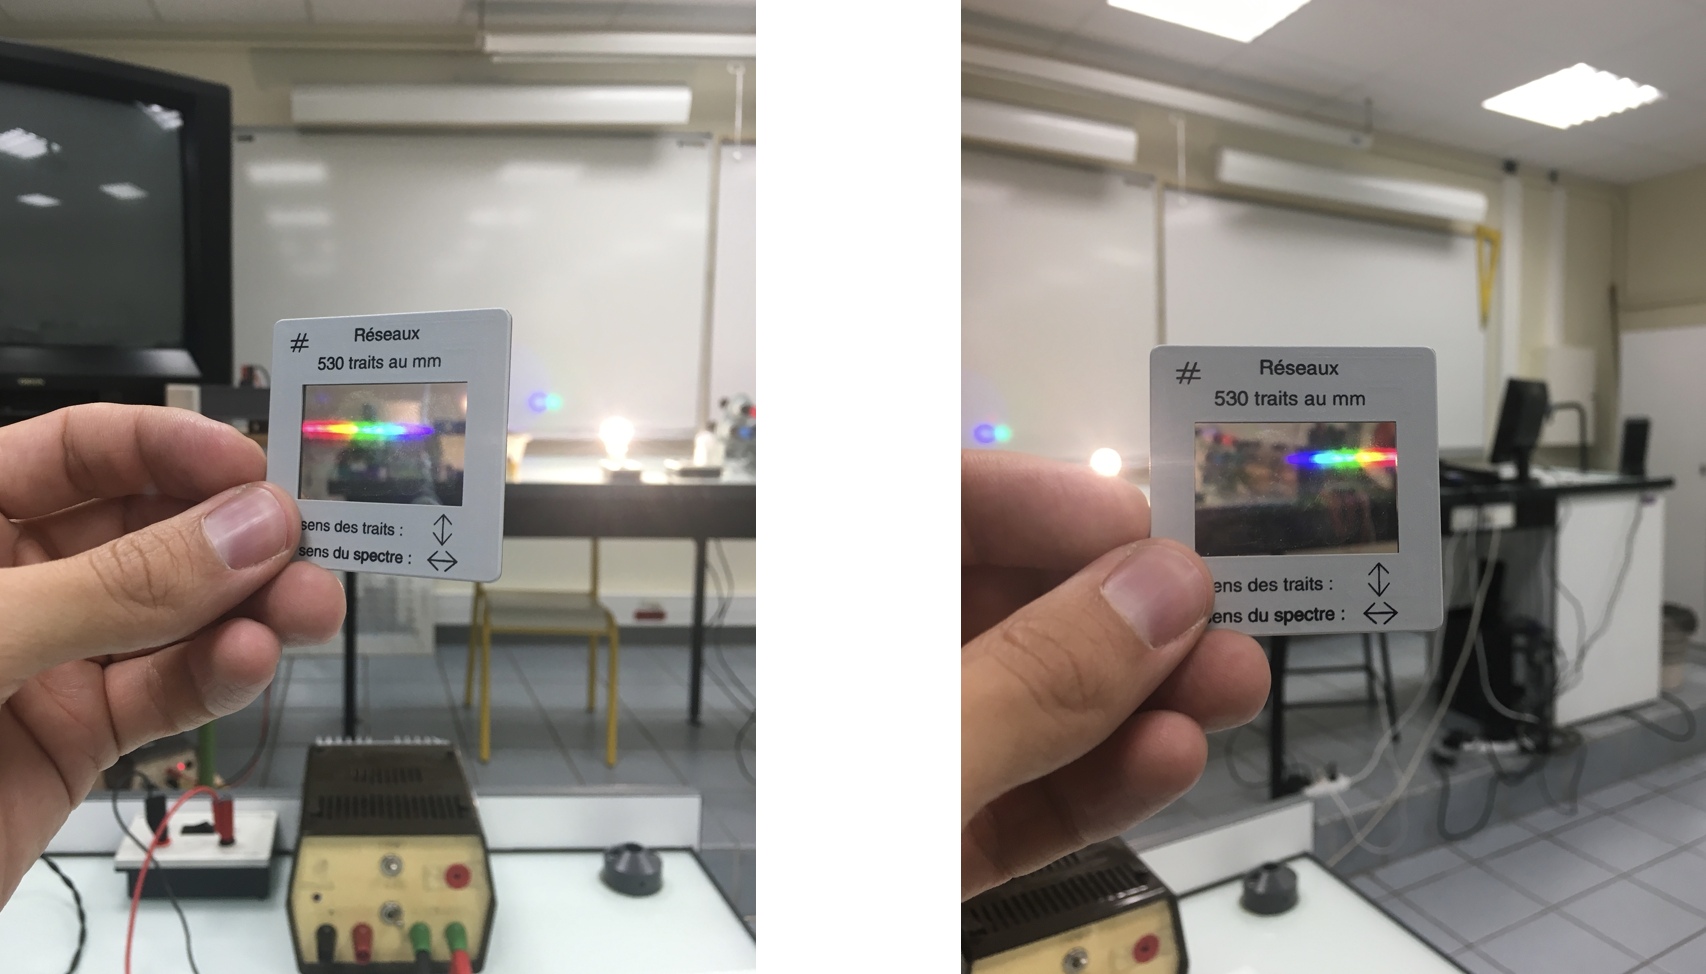 # Réseaux
530 traits au mm
sens des traits : ↕
sens du spectre : ↔
# Réseaux
530 traits au mm
ens des traits : ↕
ens du spectre : ↔